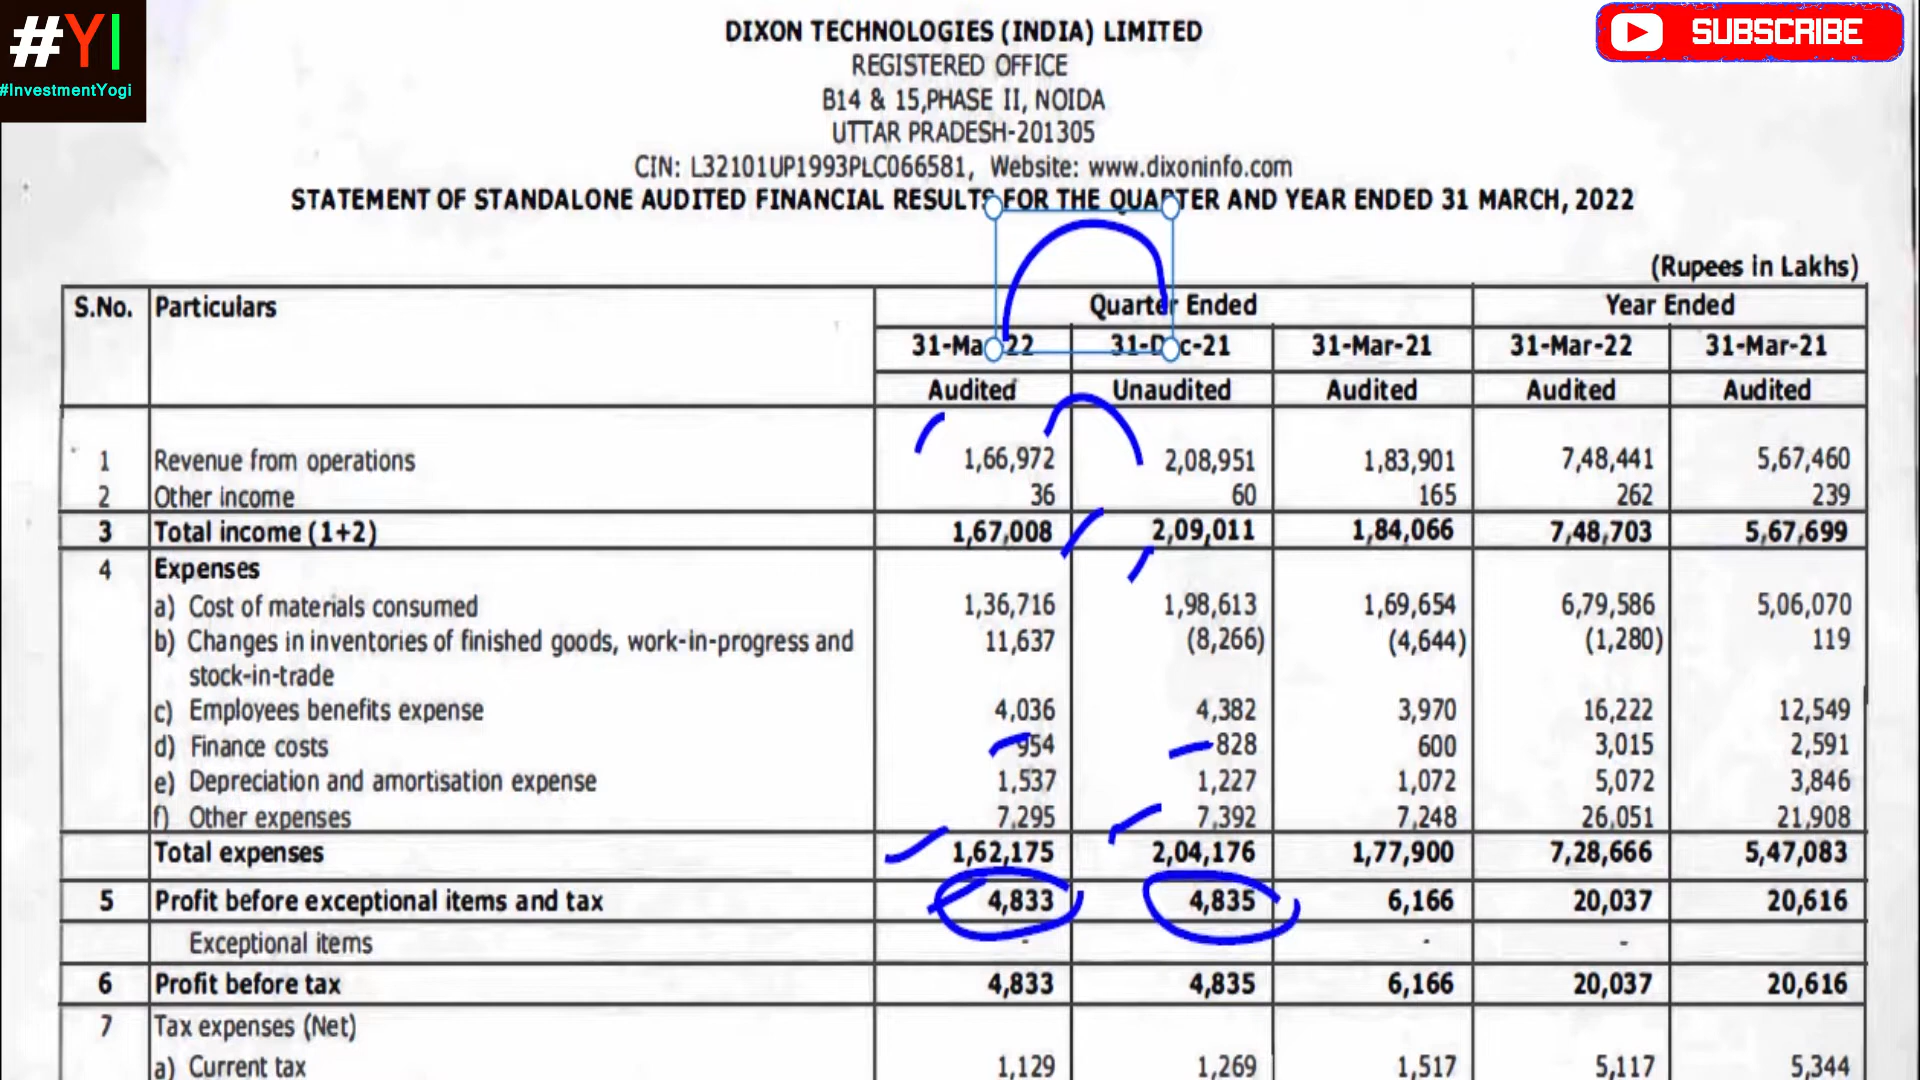 #YI
#InvestmentYogi
SUBSCRIBE
DIXON TECHNOLOGIES (INDIA) LIMITED
REGISTERED OFFICE
B14 & 15,PHASE II, NOIDA
UTTAR PRADESH-201305
CIN: L32101UP1993PLC066581, Website: www.dixoninfo.com
STATEMENT OF STANDALONE AUDITED FINANCIAL RESULTS FOR THE QUARTER AND YEAR ENDED 31 MARCH, 2022
(Rupees in Lakhs)
S.No. Particulars Quarter Ended Year Ended
31-Mar-22 31-Dec-21 31-Mar-21 31-Mar-22 31-Mar-21
Audited Unaudited Audited Audited Audited
1 Revenue from operations 1,66,972 2,08,951 1,83,901 7,48,441 5,67,460
2 Other income 36 60 165 262 239
3 Total income (1+2) 1,67,008 2,09,011 1,84,066 7,48,703 5,67,699
4 Expenses
a) Cost of materials consumed 1,36,716 1,98,613 1,69,654 6,79,586 5,06,070
b) Changes in inventories of finished goods, work-in-progress and 11,637 (8,266) (4,644) (1,280) 119
stock-in-trade
c) Employees benefits expense 4,036 4,382 3,970 16,222 12,549
d) Finance costs 954 828 600 3,015 2,591
e) Depreciation and amortisation expense 1,537 1,227 1,072 5,072 3,846
f) Other expenses 7,295 7,392 7,248 26,051 21,908
Total expenses 1,62,175 2,04,176 1,77,900 7,28,666 5,47,083
5 Profit before exceptional items and tax 4,833 4,835 6,166 20,037 20,616
Exceptional items - - -
6 Profit before tax 4,833 4,835 6,166 20,037 20,616
7 Tax expenses (Net)
a) Current tax 1,129 1,269 1,517 5,117 5,344